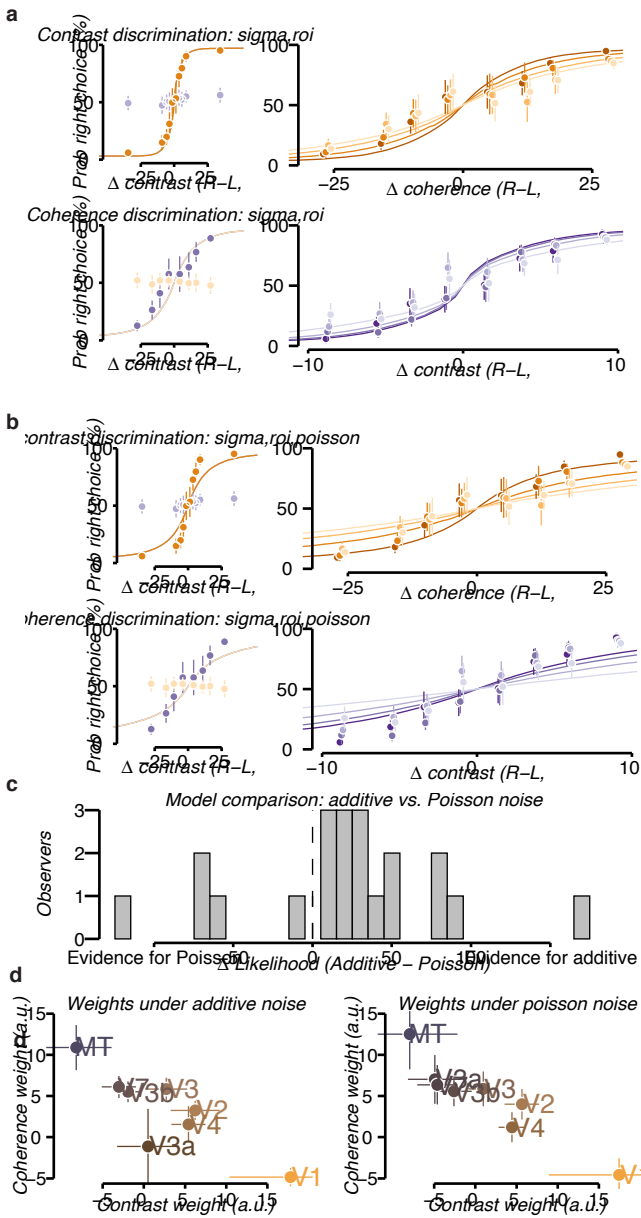 a
Contrast discrimination: sigma,roi
Prob right choice (%)
100
50
0
−25 0 25
Δ contrast (R−L,
100
50
0
−25 0 25
Δ coherence (R−L,
Coherence discrimination: sigma,roi
Prob right choice (%)
100
50
0
−25 0 25
Δ contrast (R−L,
100
50
0
−10 0 10
Δ contrast (R−L,
b
contrast discrimination: sigma,roi,poisson
Prob right choice (%)
100
50
0
−25 0 25
Δ contrast (R−L,
100
50
0
−25 0 25
Δ coherence (R−L,
oherence discrimination: sigma,roi,poisson
Prob right choice (%)
100
50
0
−25 0 25
Δ contrast (R−L,
100
50
0
−10 0 10
Δ contrast (R−L,
c
Model comparison: additive vs. Poisson noise
Observers
3
2
1
0
50 0 50
Evidence for Poisson
Δ Likelihood (Additive − Poisson)
Evidence for additive
d
Weights under additive noise
Coherence weight (a.u.)
15
10
5
0
−5
MT
V7
V3b
V3
V2
V4
V3a
V1
−5 0 5 10 15
Contrast weight (a.u.)
d
Weights under poisson noise
Coherence weight (a.u.)
15
10
5
0
−5
MT
V3a
V3b
V3
V2
V4
−5 0 5 10 15
Contrast weight (a.u.)